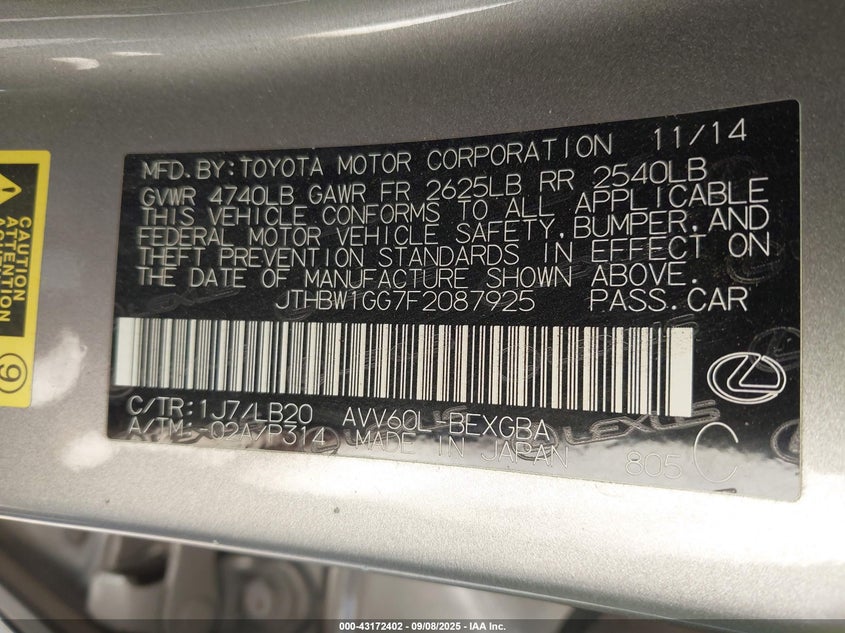 MFD. BY: TOYOTA MOTOR CORPORATION 11/14
GVWR 4740LB GAWR FR 2625LB RR 2540LB
THIS VEHICLE CONFORMS TO ALL APPLICABLE
FEDERAL MOTOR VEHICLE SAFETY, BUMPER, AND
THEFT PREVENTION STANDARDS IN EFFECT ON
THE DATE OF MANUFACTURE SHOWN ABOVE.
JTHBW1GG7F2087925 PASS. CAR
C/TR: 1J7/LB20 AVV60L-BEXGBA
A/TM: -02A/P314 MADE IN JAPAN 805 C
LEXUS
CAUTION
ATTENTION
9
000-43172402 - 09/08/2025 - IAA Inc.